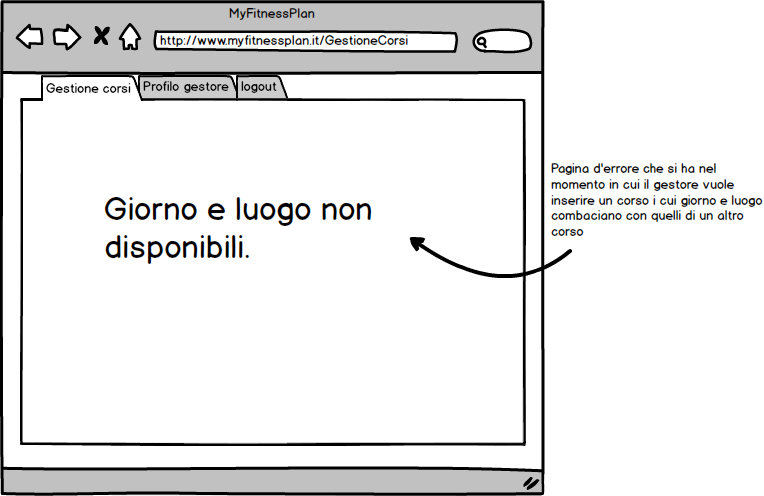 MyFitnessPlan
http://www.myfitnessplan.it/GestioneCorsi
Gestione corsi
Profilo gestore
logout
Giorno e luogo non
disponibili.
Pagina d'errore che si ha nel
momento in cui il gestore vuole
inserire un corso i cui giorno e luogo
combaciano con quelli di un altro
corso